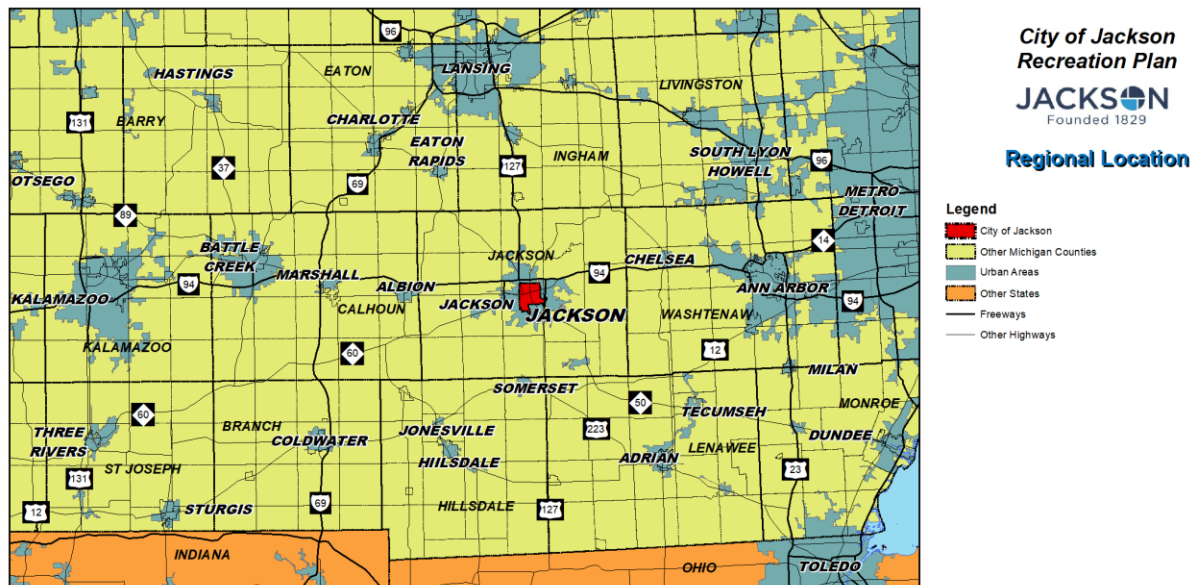 City of Jackson
Recreation Plan
JACKSON
Founded 1829
Regional Location
Legend
City of Jackson
Other Michigan Counties
Urban Areas
Other States
Freeways
Other Highways
96
HASTINGS
EATON
LANSING
LIVINGSTON
131
BARRY
CHARLOTTE
EATON
RAPIDS
127
INGHAM
SOUTH LYON
HOWELL
96
37
69
OTSEGO
METRO
DETROIT
89
14
BATTLE
CREEK
JACKSON
94
CHELSEA
MARSHALL
94
ALBION
ANN ARBOR
KALAMAZOO
CALHOUN
JACKSON
JACKSON
WASHTENAW
94
KALAMAZOO
60
12
MILAN
SOMERSET
60
50
TECUMSEH
MONROE
THREE
RIVERS
BRANCH
COLDWATER
JONESVILLE
223
DUNDEE
ST JOSEPH
HIILSDALE
ADRIAN
LENAWEE
131
23
12
STURGIS
69
HILLSDALE
127
INDIANA
OHIO
TOLEDO